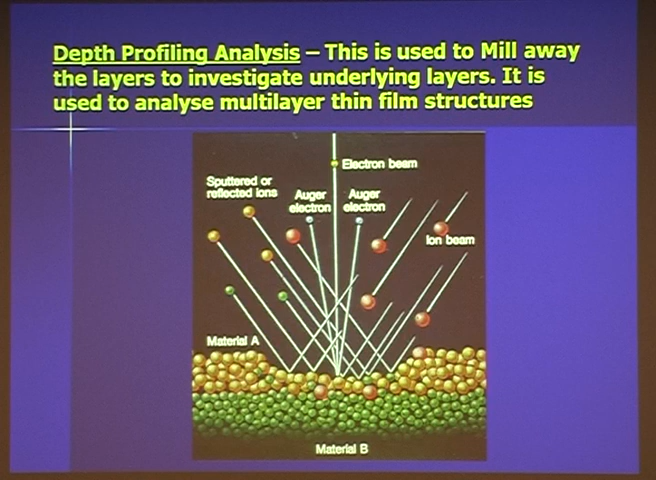 Depth Profiling Analysis – This is used to Mill away
the layers to investigate underlying layers. It is
used to analyse multilayer thin film structures
Electron beam
Sputtered or
reflected ions
Auger
electron
Auger
electron
Ion beam
Material A
Material B